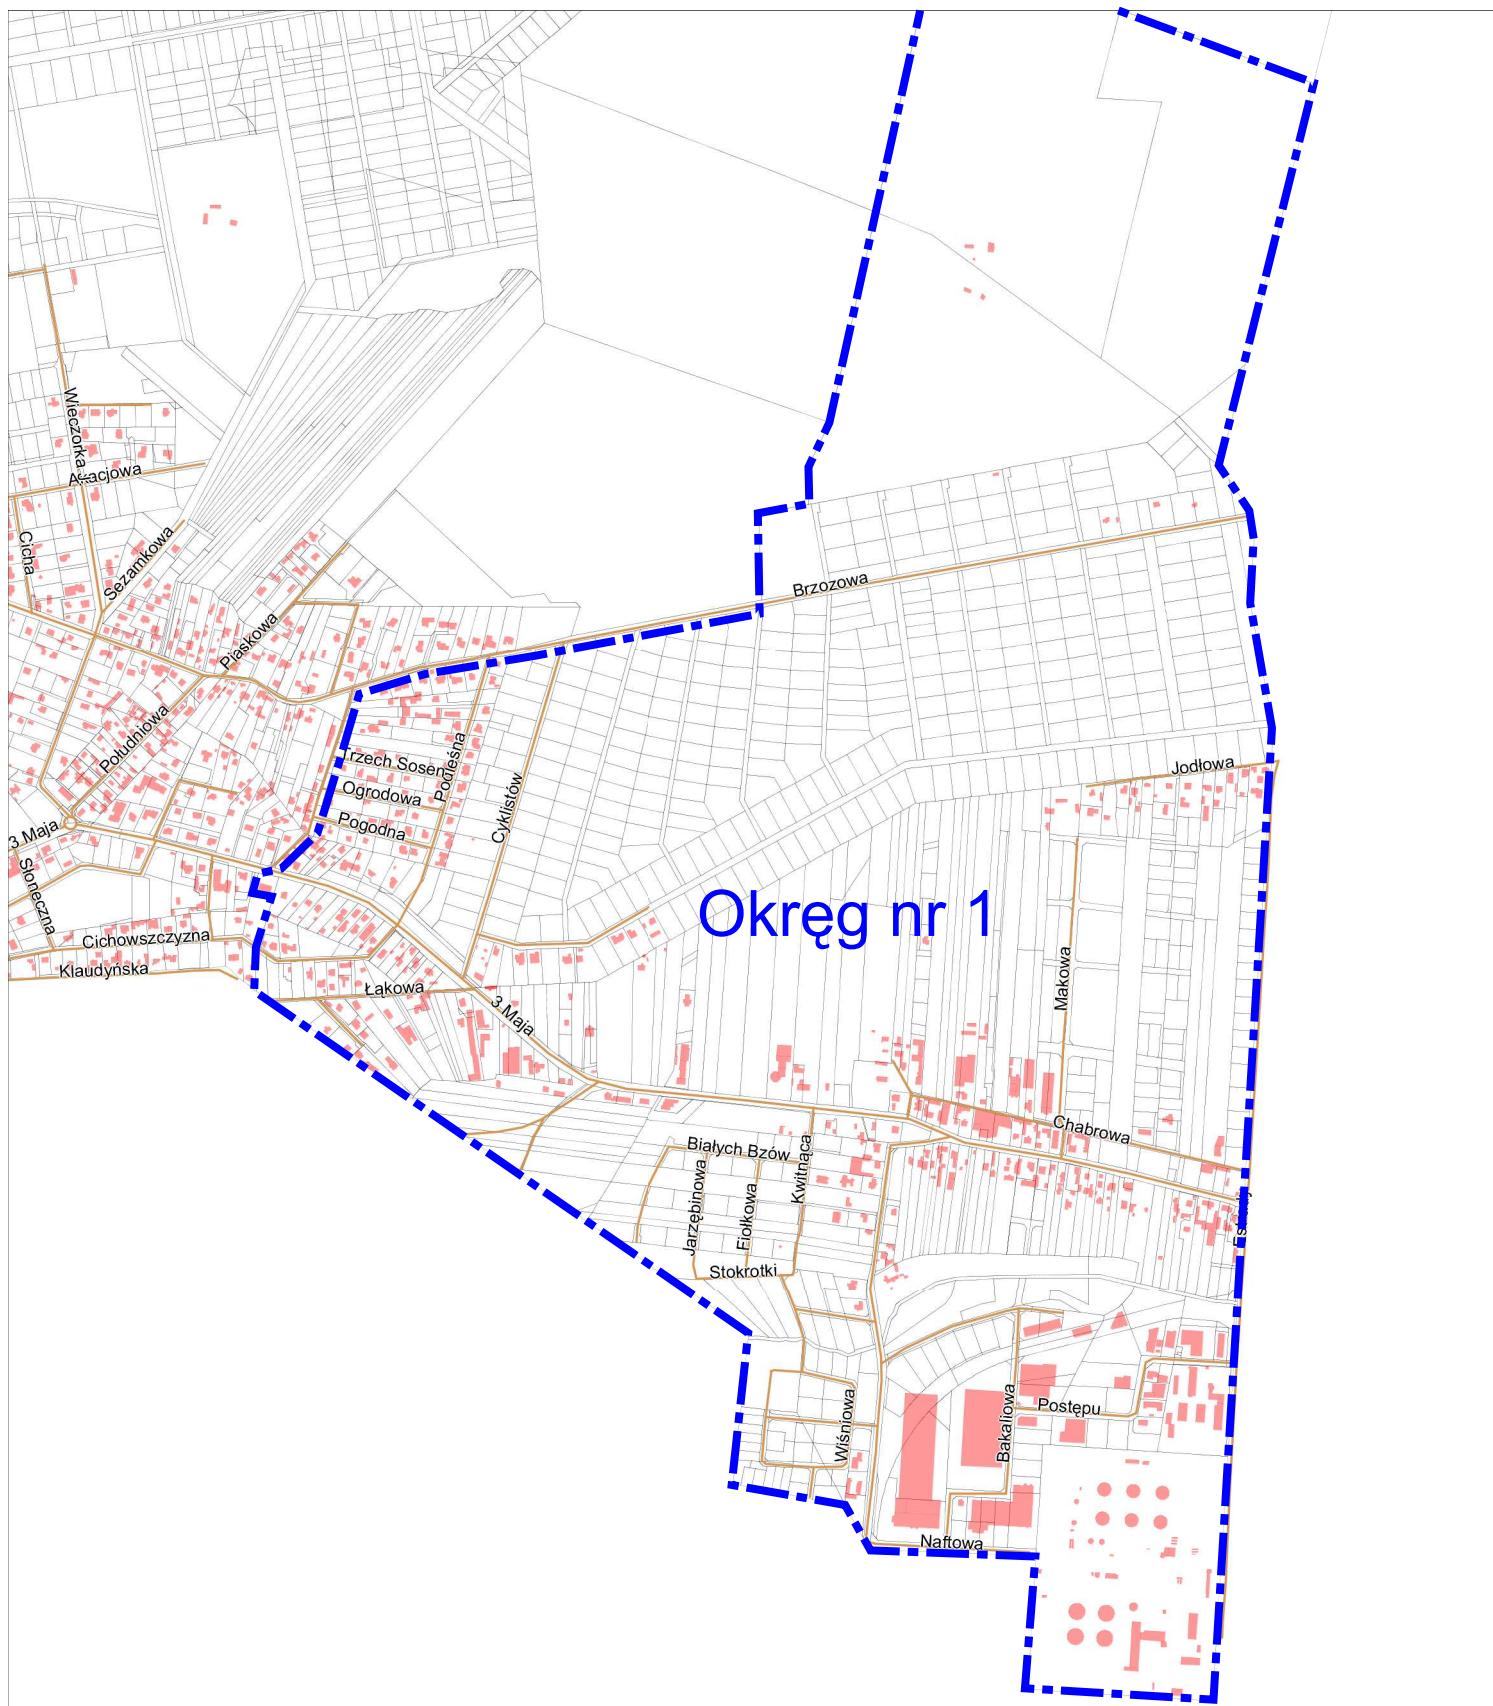 Wieczorka
Akacjowa
Cicha
Sezamkowa
Piaskowa
Brzozowa
Południowa
Trzech Sosen
Podleśna
Ogrodowa
Pogodna
Cyklistów
Jodłowa
3 Maja
Słoneczna
Okręg nr 1
Cichowszczyzna
Klaudyńska
Łąkowa
3 Maja
Makowa
Chabrowa
Białych Bzów
Kwitnąca
Jarzębinowa
Fiołkowa
Stokrotki
Wiśniowa
Bakaliowa
Postępu
Naftowa